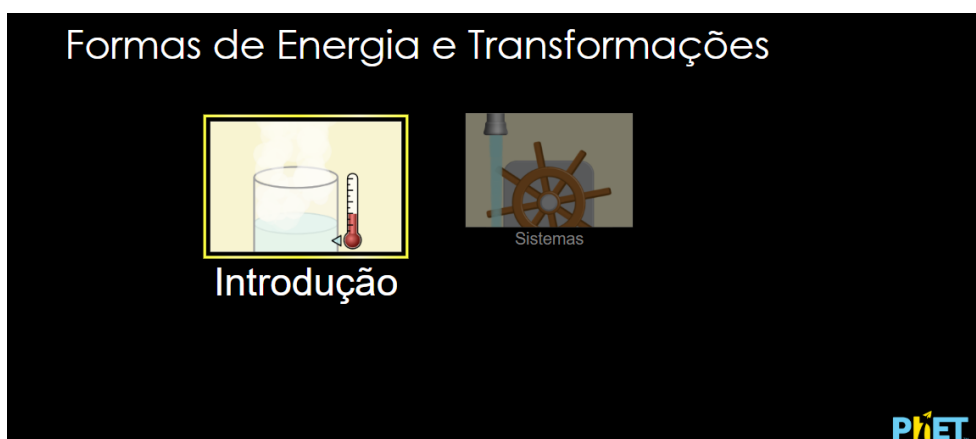 Formas de Energia e Transformações
Introdução
Sistemas
PhET